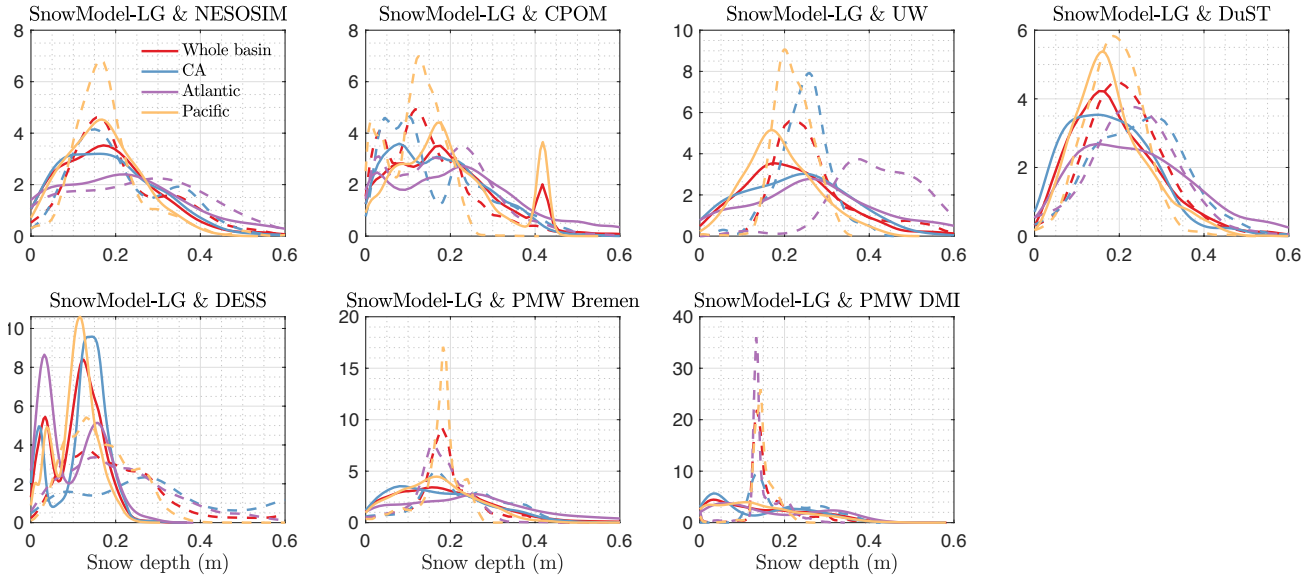 SnowModel-LG & NESOSIM
SnowModel-LG & CPOM
SnowModel-LG & UW
SnowModel-LG & DuST
8
6
4
2
0
0 0.2 0.4 0.6
Whole basin
CA
Atlantic
Pacific
8
6
4
2
0
0 0.2 0.4 0.6
10
8
6
4
2
0
0 0.2 0.4 0.6
6
4
2
0
0 0.2 0.4 0.6
SnowModel-LG & DESS
SnowModel-LG & PMW Bremen
SnowModel-LG & PMW DMI
10
8
6
4
2
0
0 0.2 0.4 0.6
Snow depth (m)
20
15
10
5
0
0 0.2 0.4 0.6
Snow depth (m)
40
30
20
10
0
0 0.2 0.4 0.6
Snow depth (m)